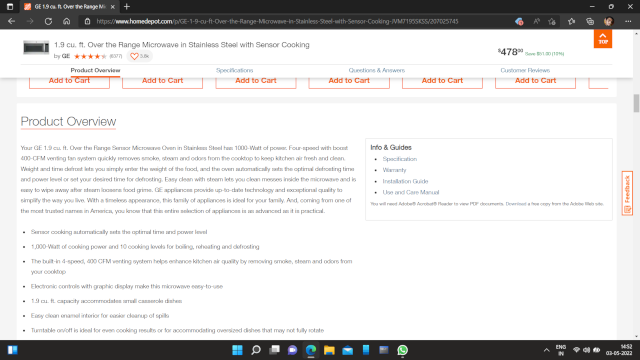 GE 1.9 cu. ft. Over the Range Mic
https://www.homedepot.com/p/GE-1-9-cu-ft-Over-the-Range-Microwave-in-Stainless-Steel-with-Sensor-Cooking-JVM7195SKSS/207025745
1.9 cu. ft. Over the Range Microwave in Stainless Steel with Sensor Cooking
by GE
5.8k
$478 00
Save $81.00 (15%)
TOP
Product Overview
Specifications
Questions & Answers
Customer Reviews
Add to Cart
Add to Cart
Add to Cart
Add to Cart
Add to Cart
Add to Cart
Product Overview
Your GE 1.9 cu. ft. Over the Range Sensor Microwave Oven in Stainless Steel has 1000-Watt of power. Four-speed with boost
400-CFM venting fan system quickly removes smoke, steam and odors from the cooktop to keep kitchen air fresh and clean.
Weight and time defrost lets you simply enter the weight of the food, and the oven automatically sets the optimal defrosting time
and power level or set your desired time for defrosting. Easy clean with steam lets you clean messes inside the microwave and is
easy to wipe away after steam loosens food grime. GE appliances provide up-to-date technology and exceptional quality to
simplify the way you live. With a timeless appearance, this family of appliances is ideal for your family. And, coming from one of
the most trusted names in America, you know that this entire selection of appliances is as advanced as it is practical.
Sensor cooking automatically sets the optimal time and power level
1,000-Watt of cooking power and 10 cooking levels for boiling, reheating and defrosting
The built-in 4-speed, 400 CFM venting system helps enhance kitchen air quality by removing smoke, steam and odors from
your cooktop
Electronic controls with graphic display make this microwave easy-to-use
1.9 cu. ft. capacity accommodates small casserole dishes
Easy clean enamel interior for easier cleanup of spills
Turntable on/off is ideal for even cooking results or for accommodating oversized dishes that may not fully rotate
Info & Guides
Specification
Warranty
Installation Guide
Use and Care Manual
You will need Adobe® Acrobat® Reader to view PDF documents. Download a free copy from the Adobe Web site.
Feedback
ENG
IN
14:52
03-05-2022